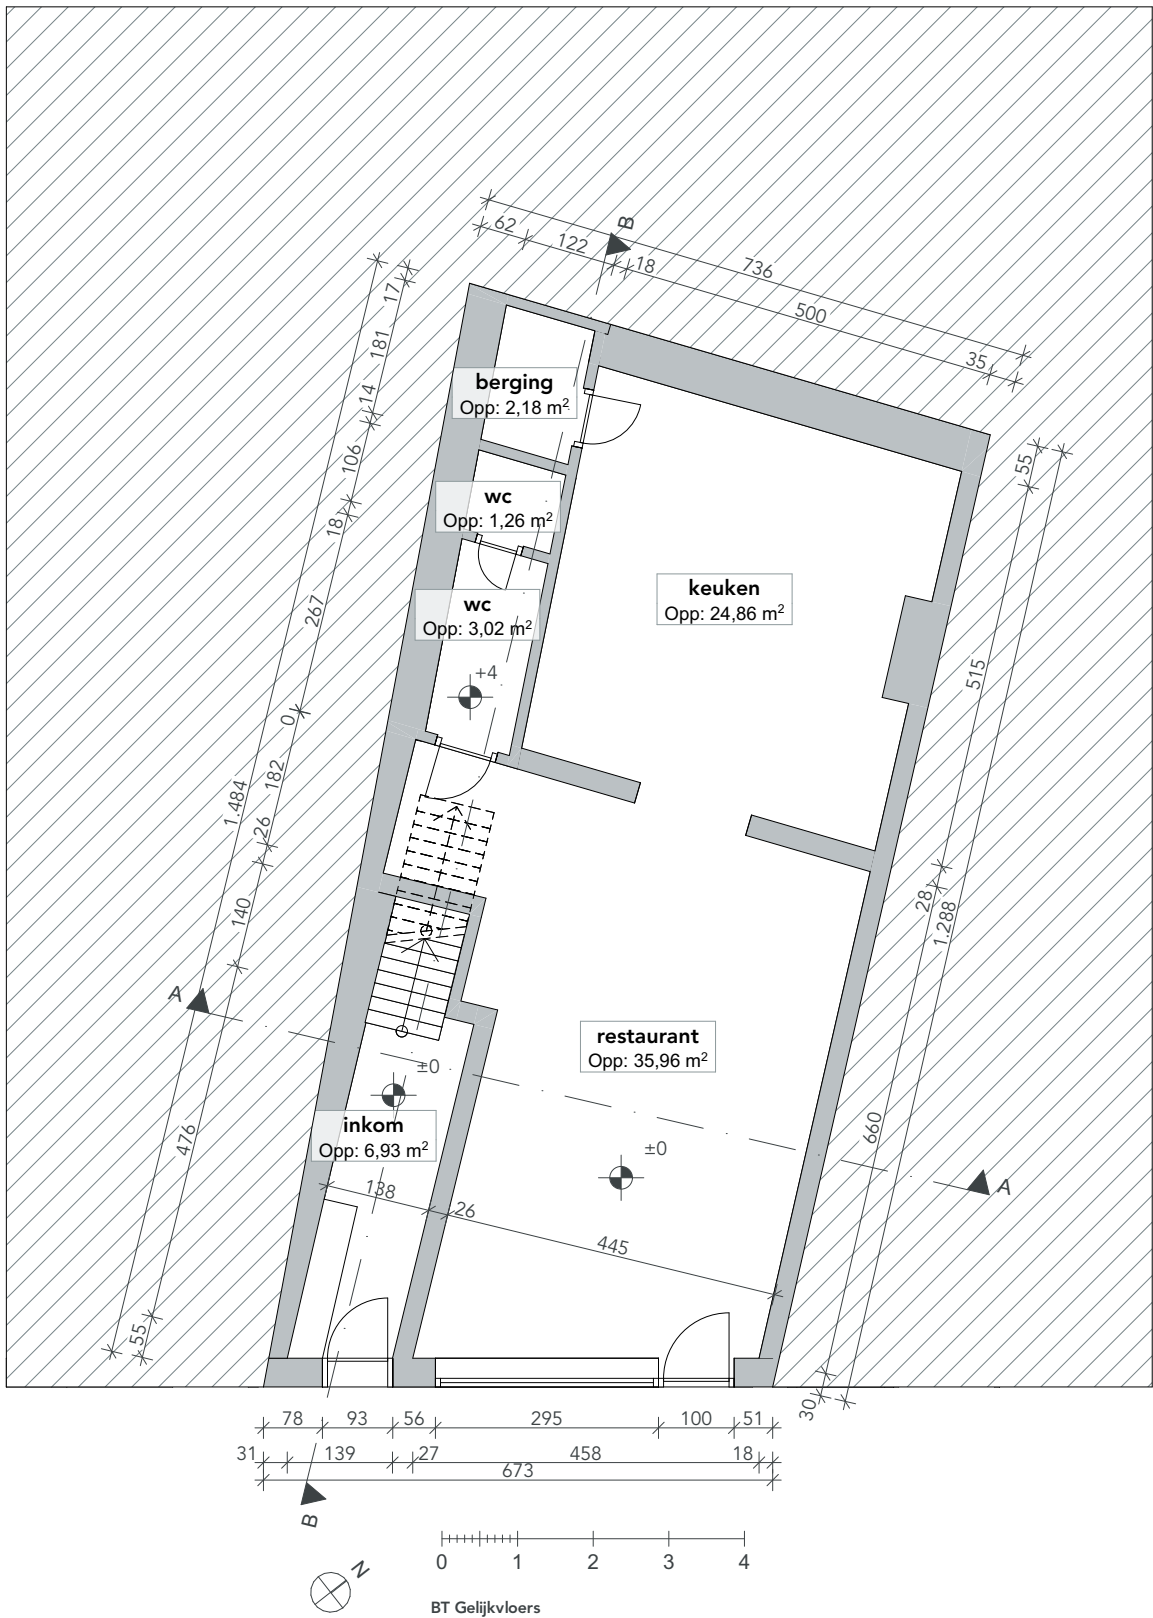 B
62
122
18
736
500
35
17
181
14
106
18
267
0
182
26
1.484
140
A
476
55
berging
Opp: 2,18 m²
wc
Opp: 1,26 m²
wc
Opp: 3,02 m²
+4
keuken
Opp: 24,86 m²
55
515
28
1.288
660
30
restaurant
Opp: 35,96 m²
±0
±0
inkom
Opp: 6,93 m²
138
26
445
A
78
93
56
295
100
51
31
139
27
458
18
673
B
0 1 2 3 4
N
BT Gelijkvloers